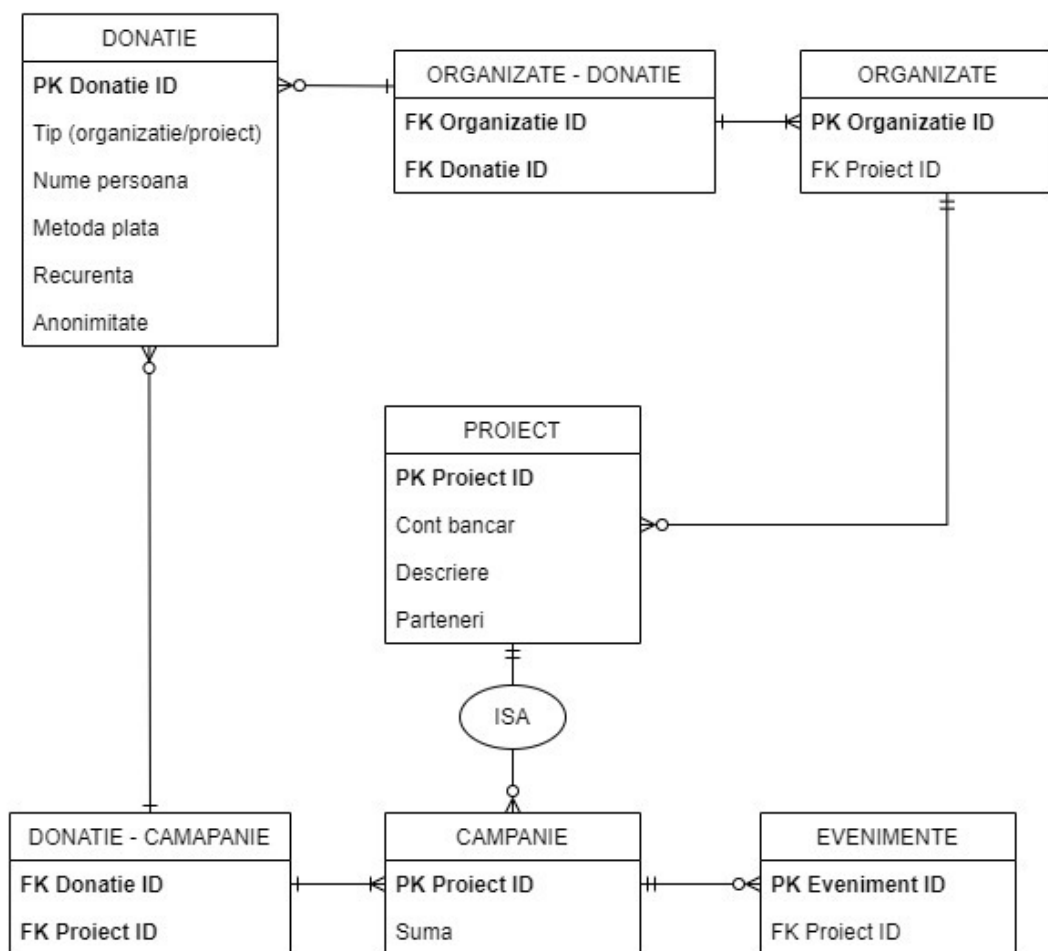 DONATIE
PK Donatie ID
Tip (organizatie/proiect)
Nume persoana
Metoda plata
Recurenta
Anonimitate
ORGANIZATE - DONATIE
FK Organizatie ID
FK Donatie ID
ORGANIZATE
PK Organizatie ID
FK Proiect ID
PROIECT
PK Proiect ID
Cont bancar
Descriere
Parteneri
ISA
DONATIE - CAMAPANIE
FK Donatie ID
FK Proiect ID
CAMPANIE
PK Proiect ID
Suma
EVENIMENTE
PK Eveniment ID
FK Proiect ID